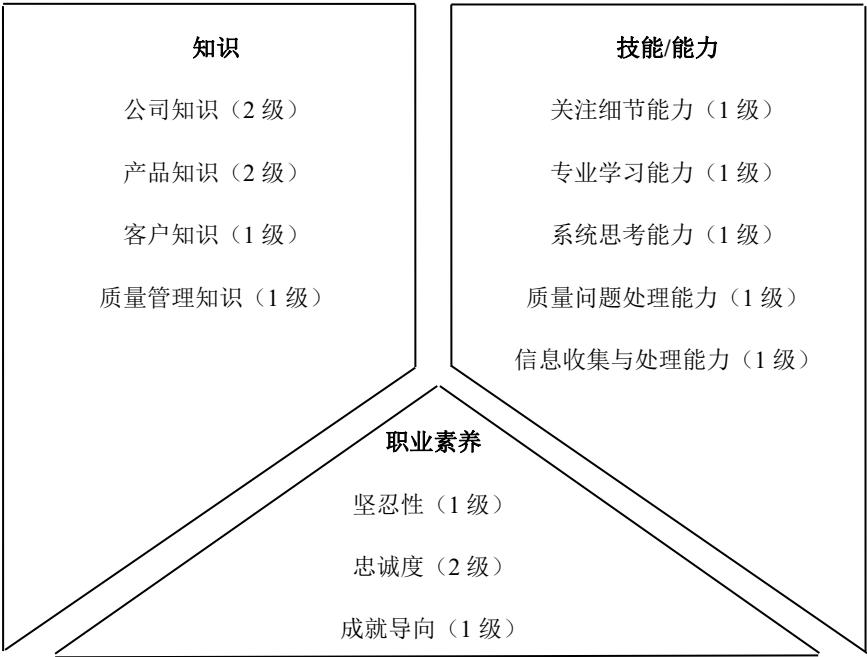 知识
公司知识（2 级）
产品知识（2 级）
客户知识（1 级）
质量管理知识（1 级）
技能/能力
关注细节能力（1 级）
专业学习能力（1 级）
系统思考能力（1 级）
质量问题处理能力（1 级）
信息收集与处理能力（1 级）
职业素养
坚忍性（1 级）
忠诚度（2 级）
成就导向（1 级）